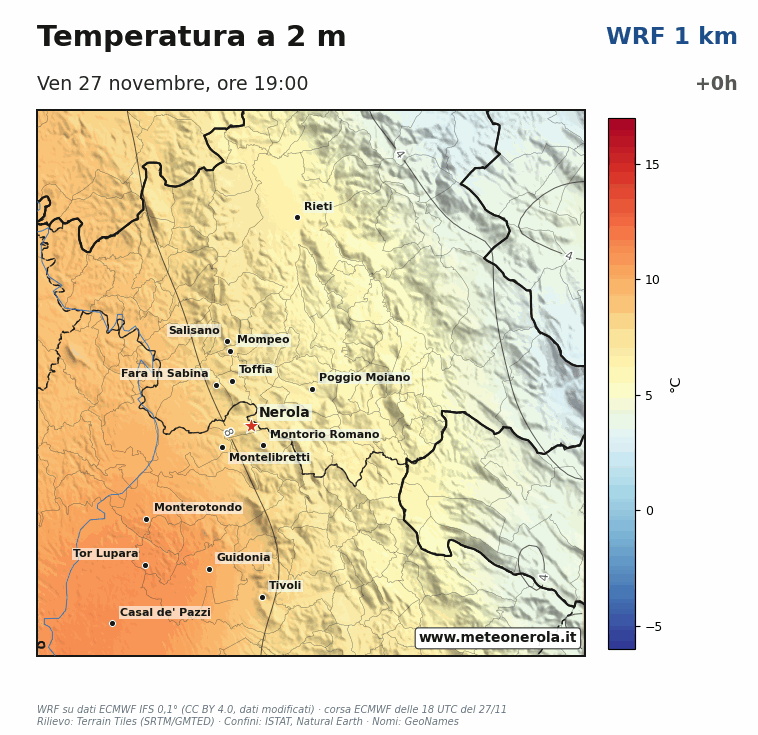 Temperatura a 2 m
WRF 1 km
Ven 27 novembre, ore 19:00
+0h
4
Rieti
4
Salisano
Mompeo
Toffia
Fara in Sabina
Poggio Moiano
Nerola
8
Montorio Romano
Montelibretti
Monterotondo
Tor Lupara
Guidonia
4
Tivoli
Casal de' Pazzi
www.meteonerola.it
15
10
5
0
−5
°C
WRF su dati ECMWF IFS 0,1° (CC BY 4.0, dati modificati) · corsa ECMWF delle 18 UTC del 27/11
Rilievo: Terrain Tiles (SRTM/GMTED) · Confini: ISTAT, Natural Earth · Nomi: GeoNames